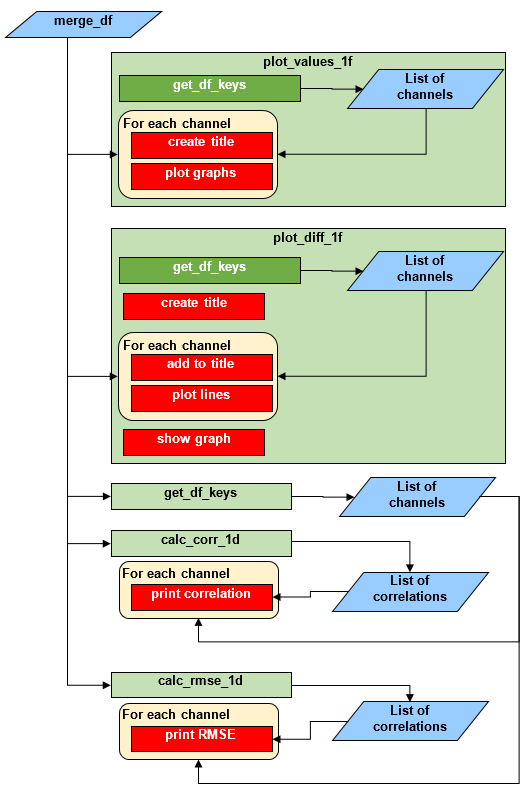 merge_df
plot_values_1f
get_df_keys
List of
channels
For each channel
create title
plot graphs
plot_diff_1f
get_df_keys
List of
channels
create title
For each channel
add to title
plot lines
show graph
get_df_keys
List of
channels
calc_corr_1d
For each channel
print correlation
List of
correlations
calc_rmse_1d
For each channel
print RMSE
List of
correlations